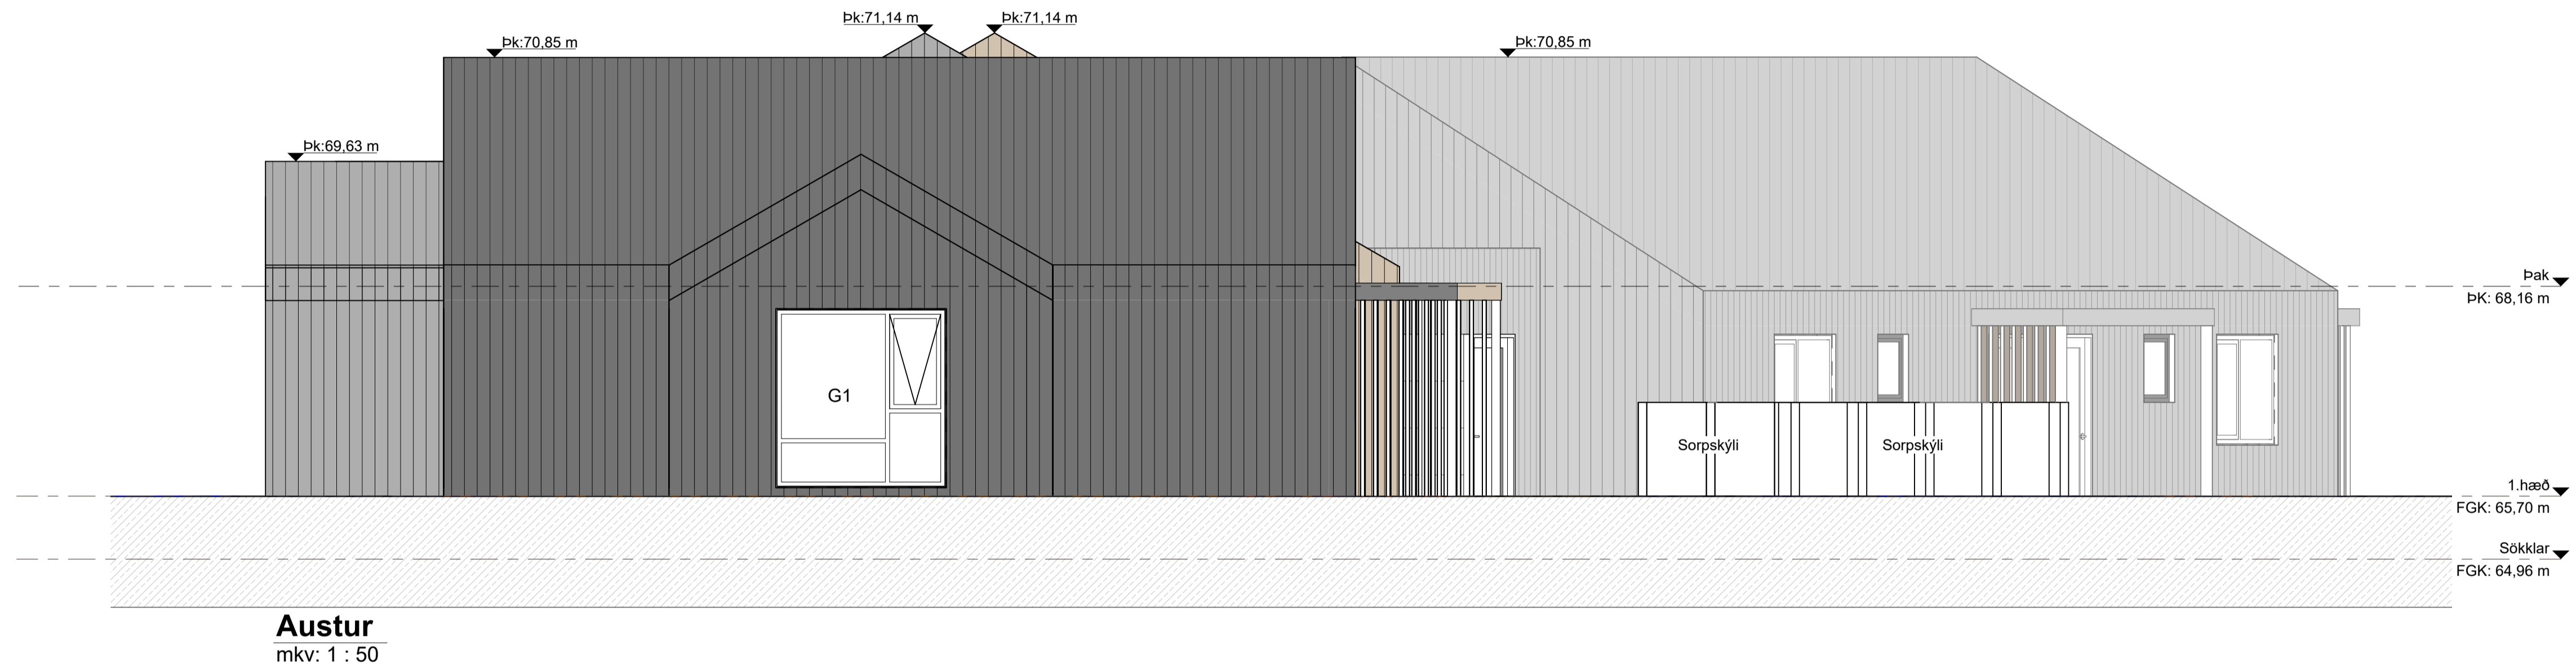 Þk:71,14 m
Þk:71,14 m
Þk:70,85 m
Þk:70,85 m
Þk:69,63 m
Þak
ÞK: 68,16 m
G1
Sorpskýli
Sorpskýli
1.hæð
FGK: 65,70 m
Sökklar
FGK: 64,96 m
Austur
mkv: 1 : 50